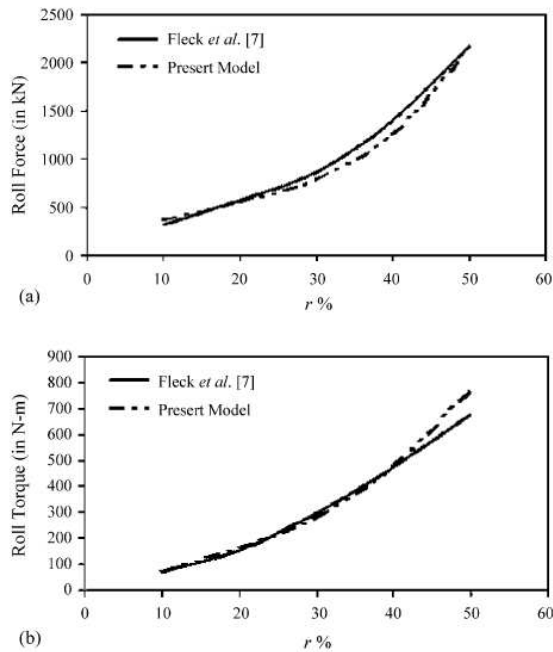 2500
2000
1500
1000
500
0
Roll Force (in kN)
Fleck et al. [7]
Presert Model
0 10 20 30 40 50 60
r %
(a)
900
800
700
600
500
400
300
200
100
0
Roll Torque (in N-m)
Fleck et al. [7]
Presert Model
0 10 20 30 40 50 60
r %
(b)